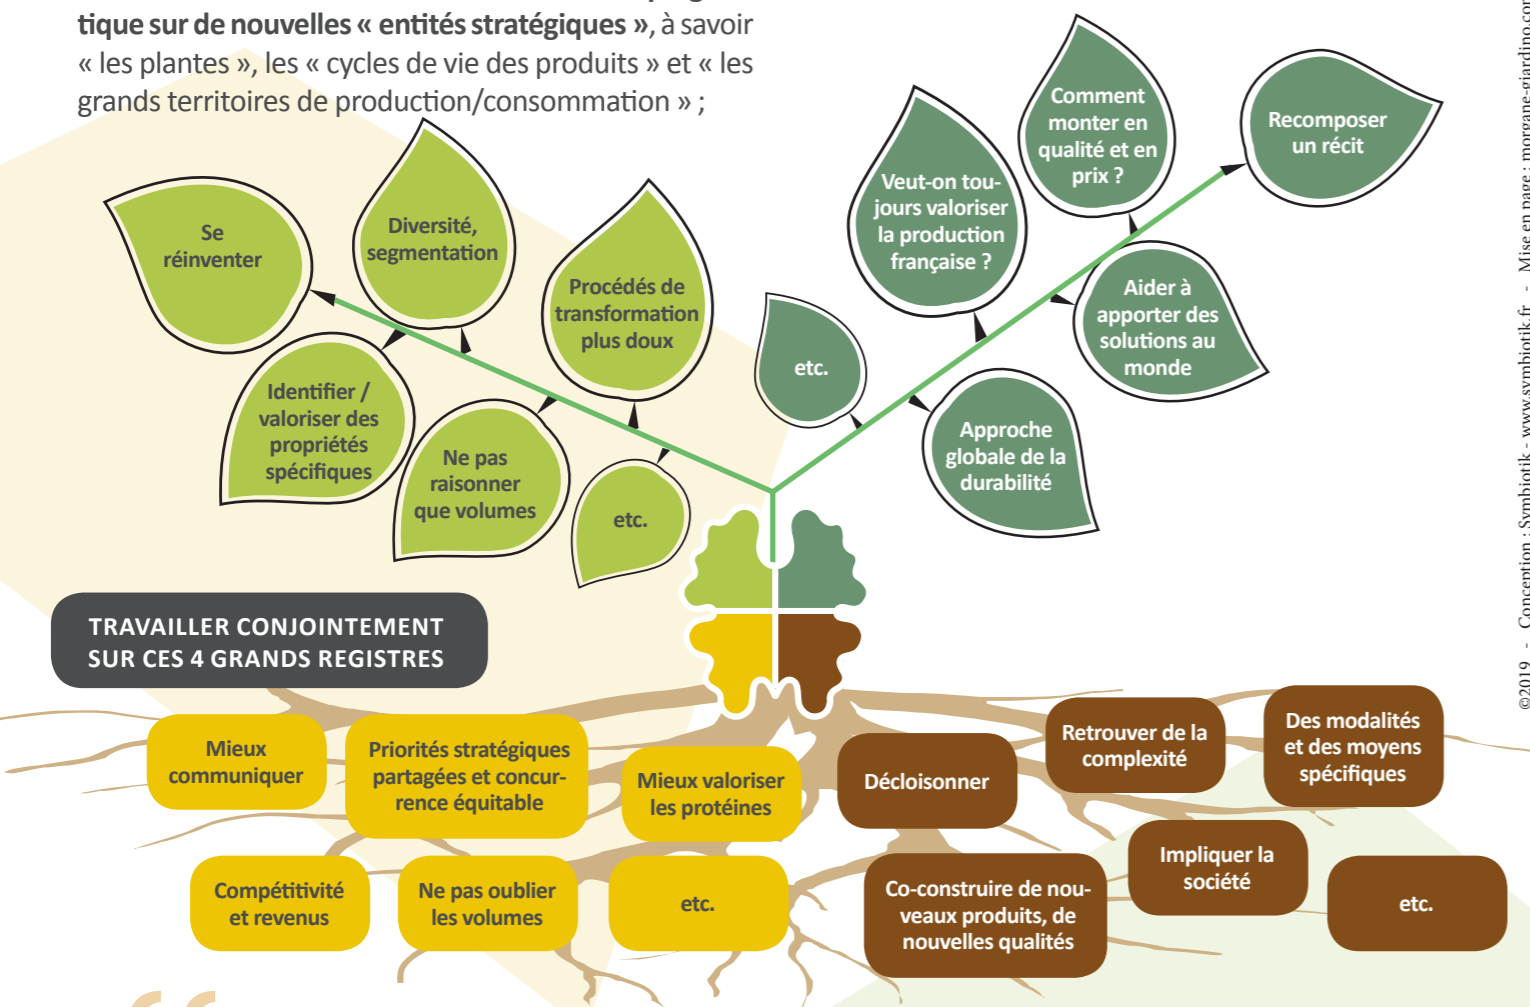 tique sur de nouvelles « entités stratégiques », à savoir
« les plantes », les « cycles de vie des produits » et « les
grands territoires de production/consommation » ;
Se
réinventer
Diversité,
segmentation
Procédés de
transformation
plus doux
Identifier /
valoriser des
propriétés
spécifiques
Ne pas
raisonner
que volumes
etc.
etc.
Veut-on tou-
jours valoriser
la production
française ?
Comment
monter en
qualité et en
prix ?
Recomposer
un récit
Aider à
apporter des
solutions au
monde
Approche
globale de la
durabilité
TRAVAILLER CONJOINTEMENT
SUR CES 4 GRANDS REGISTRES
Mieux
communiquer
Priorités stratégiques
partagées et concur-
rence équitable
Mieux valoriser
les protéines
Compétitivité
et revenus
Ne pas oublier
les volumes
etc.
Décloisonner
Retrouver de la
complexité
Des modalités
et des moyens
spécifiques
Co-construire de nou-
veaux produits, de
nouvelles qualités
Impliquer la
société
etc.
©2019 - Conception : Symbiotik - www.symbiotik.fr - Mise en page : morgane-giardino.com